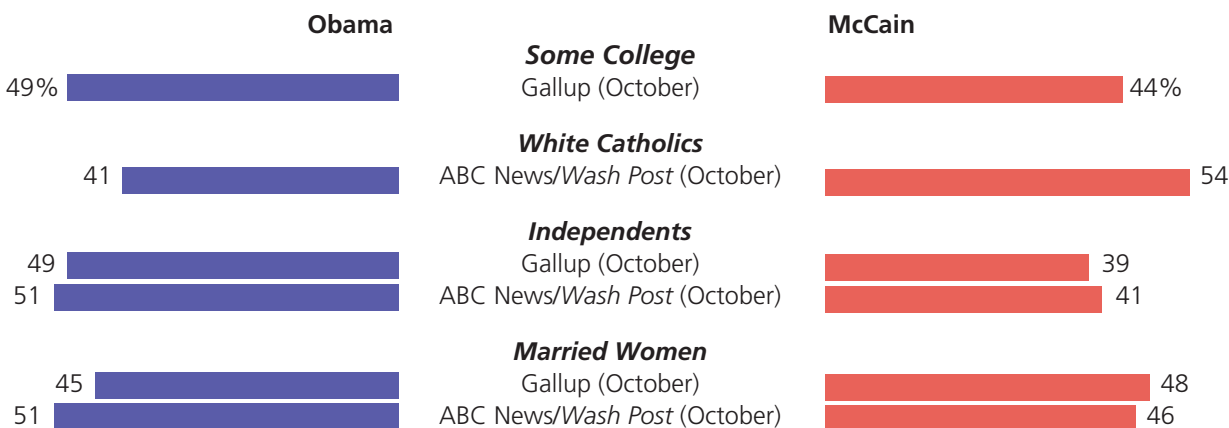 Obama McCain
Some College
49% Gallup (October) 44%
White Catholics
41 ABC News/Wash Post (October) 54
Independents
49 Gallup (October) 39
51 ABC News/Wash Post (October) 41
Married Women
45 Gallup (October) 48
51 ABC News/Wash Post (October) 46